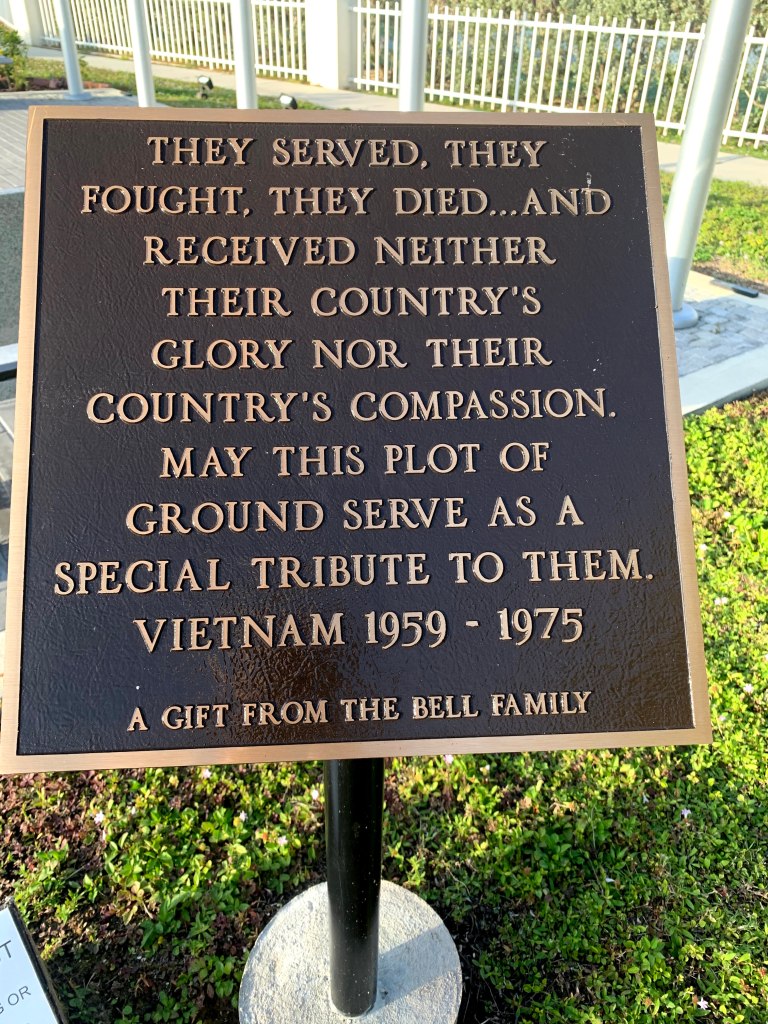 THEY SERVED, THEY
FOUGHT, THEY DIED...AND
RECEIVED NEITHER
THEIR COUNTRY'S
GLORY NOR THEIR
COUNTRY'S COMPASSION.
MAY THIS PLOT OF
GROUND SERVE AS A
SPECIAL TRIBUTE TO THEM.
VIETNAM 1959 - 1975
A GIFT FROM THE BELL FAMILY
OR